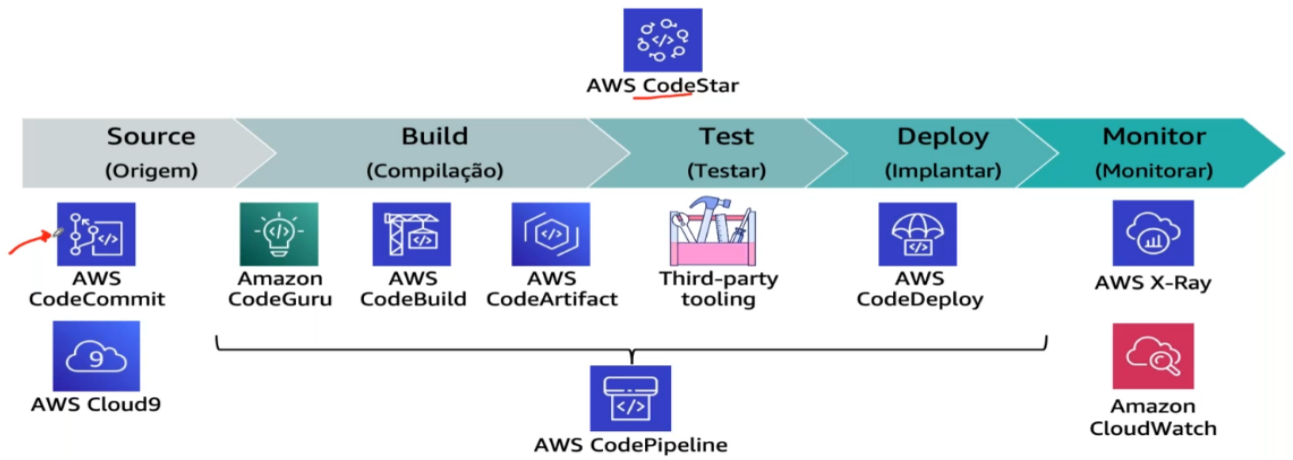 AWS CodeStar
Source
(Origem)
Build
(Compilação)
Test
(Testar)
Deploy
(Implantar)
Monitor
(Monitorar)
AWS
CodeCommit
Amazon
CodeGuru
AWS
CodeBuild
AWS
CodeArtifact
Third-party
tooling
AWS
CodeDeploy
AWS X-Ray
9
AWS Cloud9
AWS CodePipeline
Amazon
CloudWatch